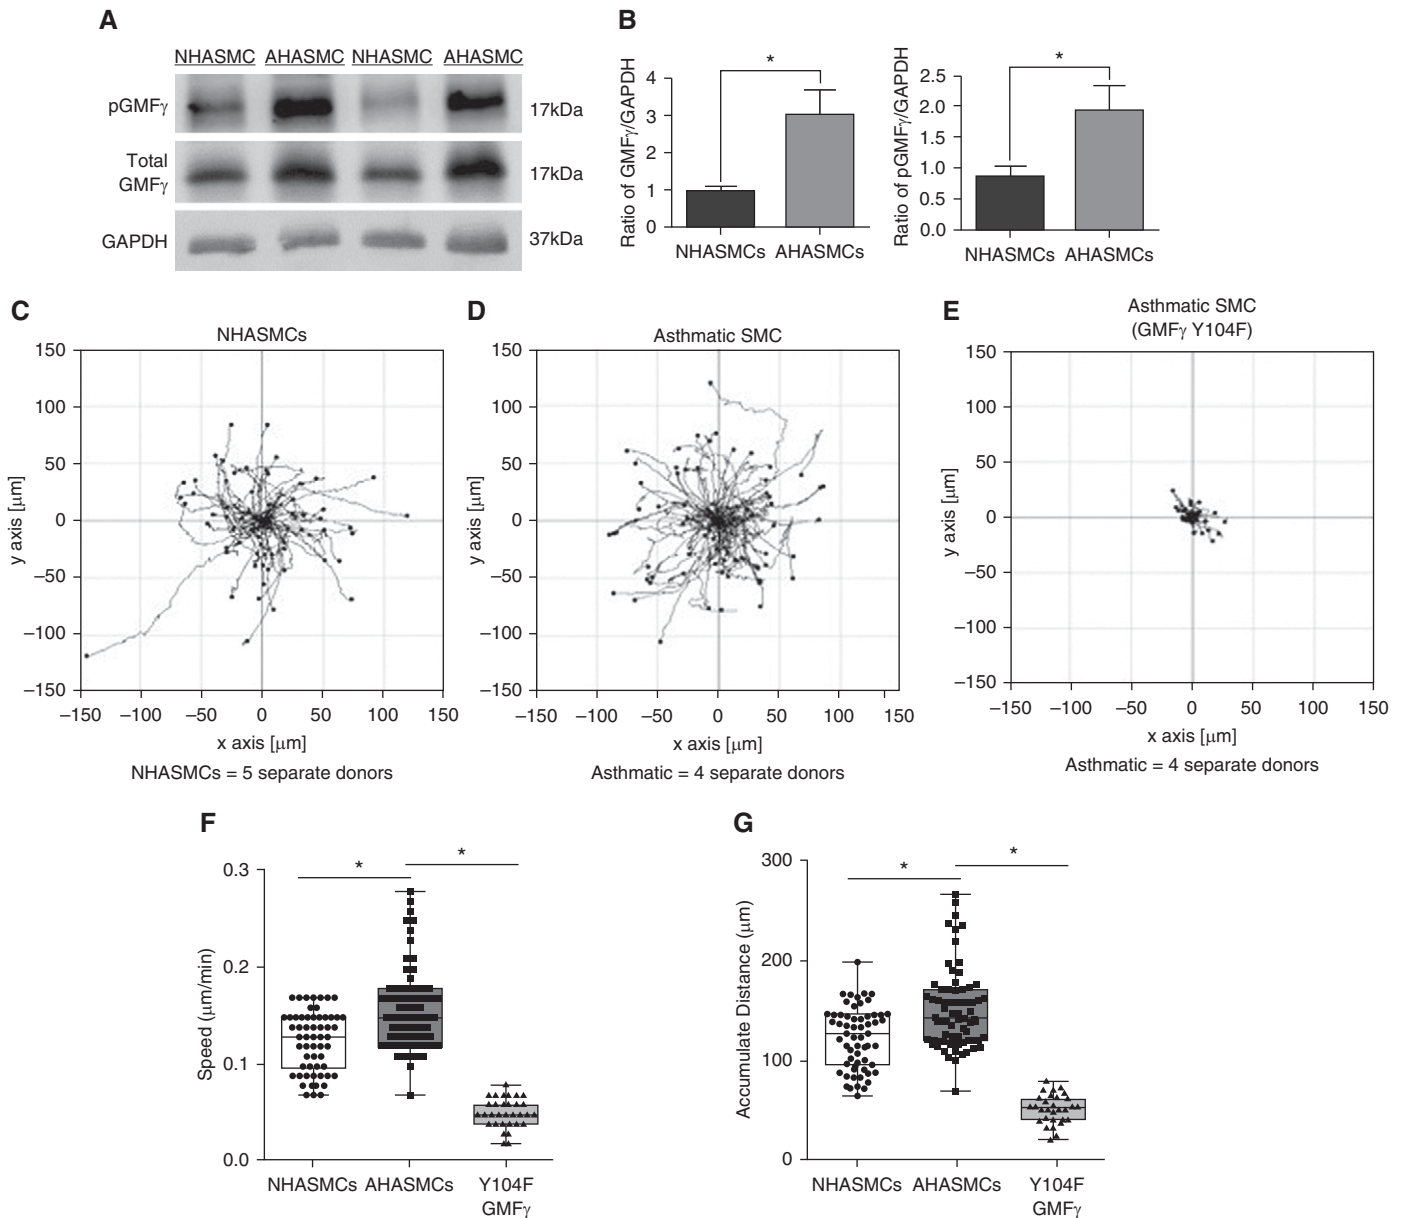 A
NHASMC AHASMC NHASMC AHASMC
pGMFγ
17kDa
Total
GMFγ
17kDa
GAPDH
37kDa
B
Ratio of GMFγ/GAPDH
4
3
2
1
0
*
NHASMCs AHASMCs
Ratio of pGMFγ/GAPDH
2.5
2.0
1.5
1.0
0.5
0.0
*
NHASMCs AHASMCs
C
NHASMCs
y axis [μm]
150
100
50
0
–50
–100
–150
–150 –100 –50 0 50 100 150
x axis [μm]
NHASMCs = 5 separate donors
D
Asthmatic SMC
y axis [μm]
150
100
50
0
–50
–100
–150
–150 –100 –50 0 50 100 150
x axis [μm]
Asthmatic = 4 separate donors
E
Asthmatic SMC
(GMFγ Y104F)
y axis [μm]
150
100
50
0
–50
–100
–150
–150 –100 –50 0 50 100 150
x axis [μm]
Asthmatic = 4 separate donors
F
Speed (μm/min)
0.3
0.2
0.1
0.0
* *
NHASMCs AHASMCs Y104F
GMFγ
G
Accumulate Distance (μm)
300
200
100
0
* *
NHASMCs AHASMCs Y104F
GMFγ